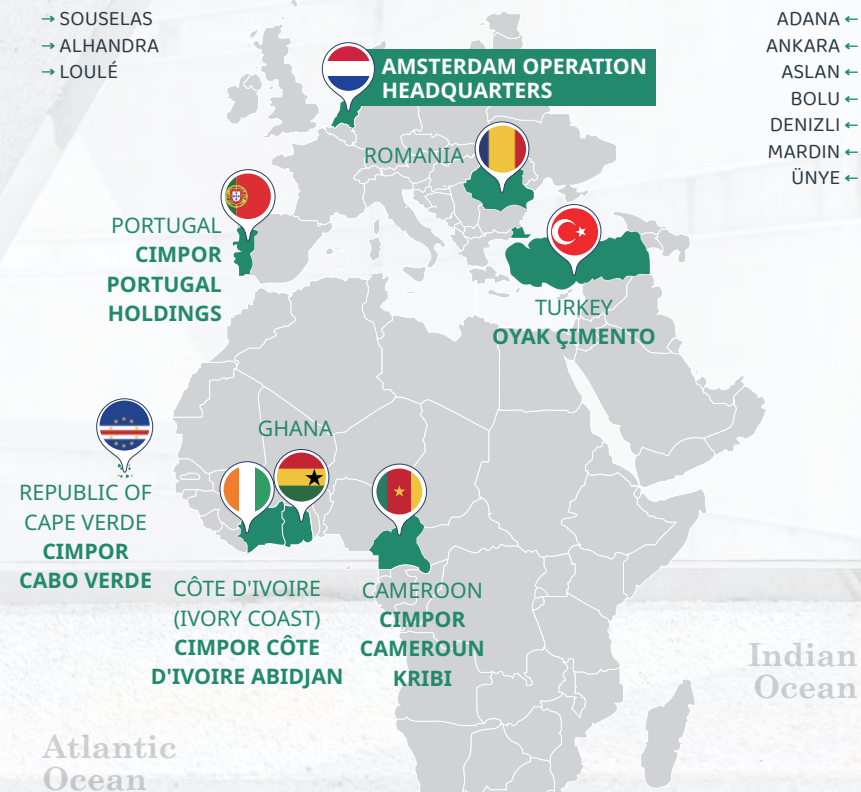 → SOUSELAS
→ ALHANDRA
→ LOULÉ
ADANA ←
ANKARA ←
ASLAN ←
BOLU ←
DENIZLI ←
MARDIN ←
ÜNYE ←
AMSTERDAM OPERATION
HEADQUARTERS
ROMANIA
PORTUGAL
CIMPOR
PORTUGAL
HOLDINGS
TURKEY
OYAK ÇIMENTO
GHANA
REPUBLIC OF
CAPE VERDE
CIMPOR
CABO VERDE
CÔTE D'IVOIRE
(IVORY COAST)
CIMPOR CÔTE
D'IVOIRE ABIDJAN
CAMEROON
CIMPOR
CAMEROUN
KRIBI
Indian
Ocean
Atlantic
Ocean